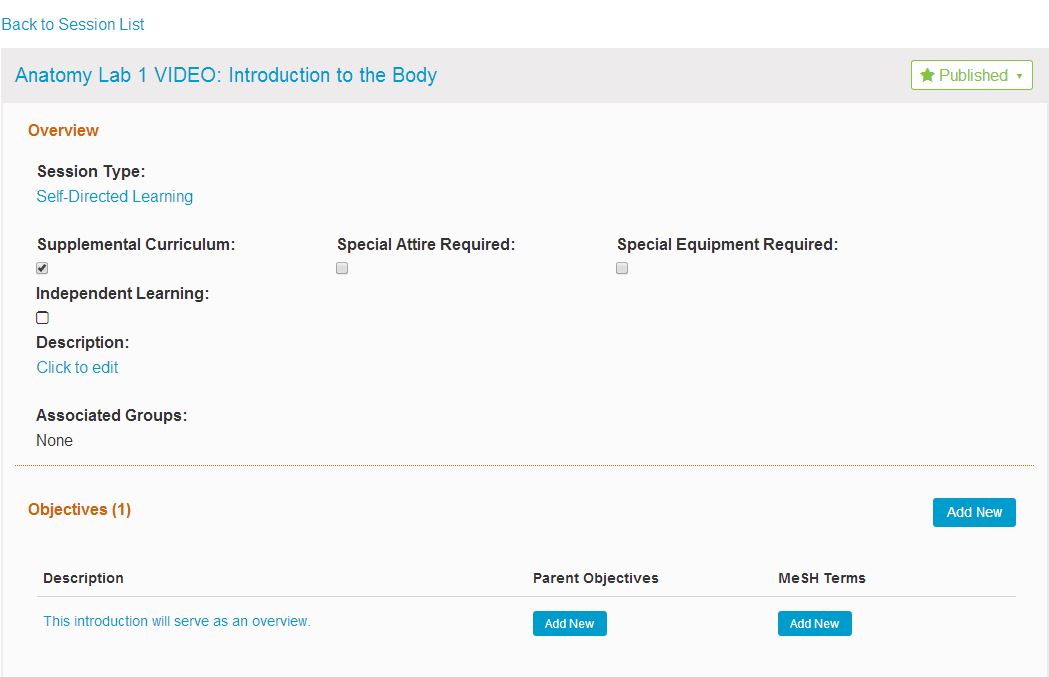 Back to Session List
Anatomy Lab 1 VIDEO: Introduction to the Body
Published
Overview
Session Type:
Self-Directed Learning
Supplemental Curriculum: Special Attire Required: Special Equipment Required:
Independent Learning:
Description:
Click to edit
Associated Groups:
None
Objectives (1)
Add New
Description Parent Objectives MeSH Terms
This introduction will serve as an overview. Add New Add New